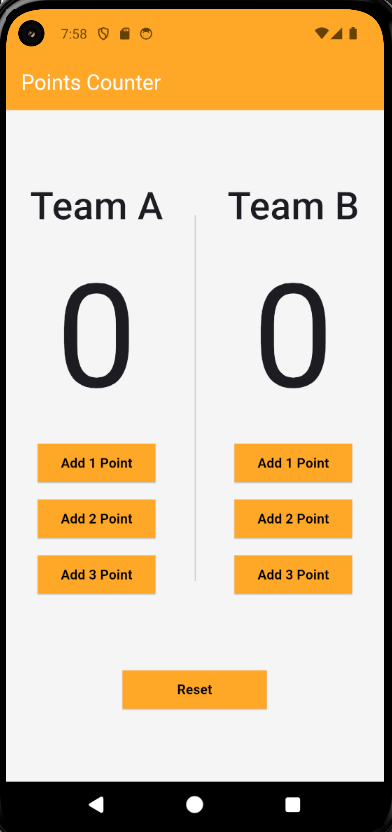 7:58
Points Counter
Team A
Team B
0
0
Add 1 Point
Add 1 Point
Add 2 Point
Add 2 Point
Add 3 Point
Add 3 Point
Reset